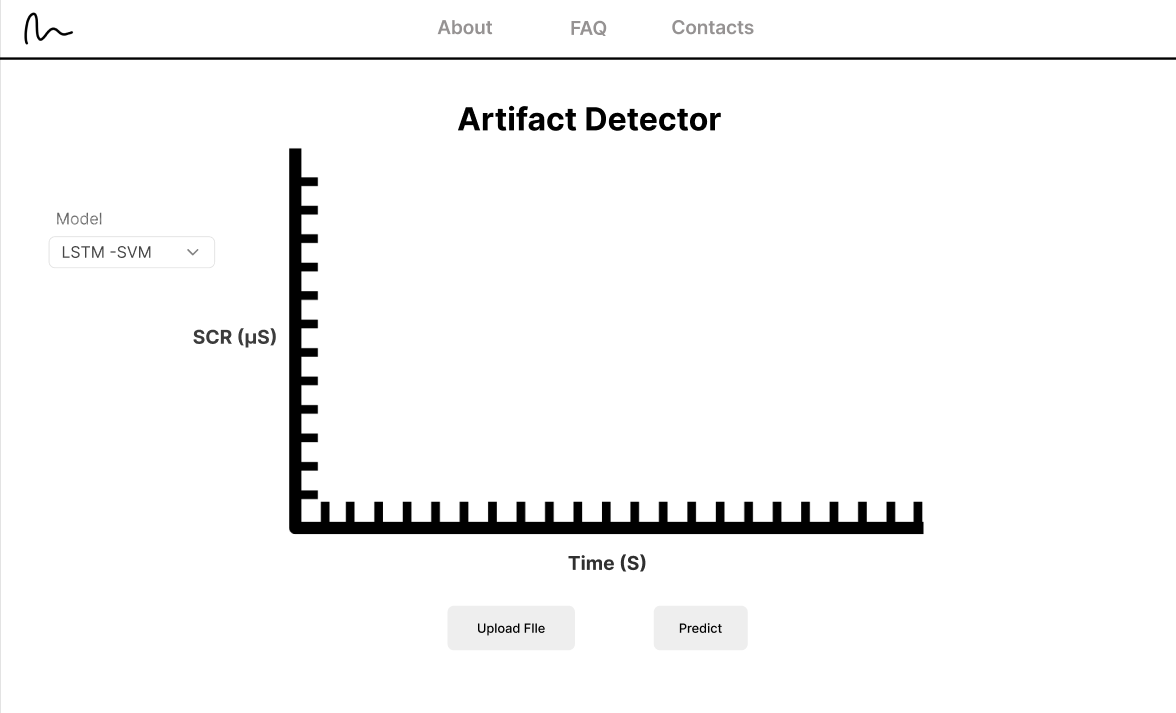 About FAQ Contacts
Artifact Detector
Model
LSTM -SVM
SCR (μS)
Time (S)
Upload FIle Predict